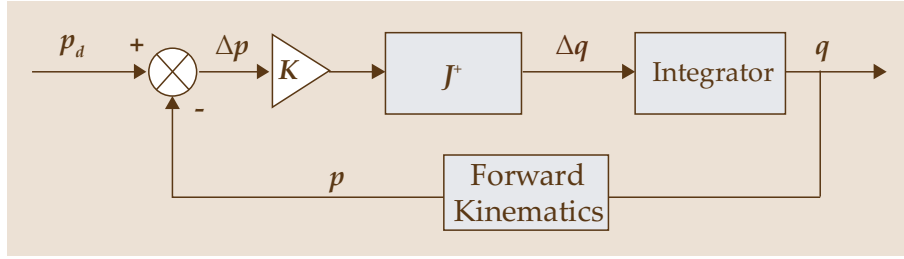 p_d
+
Δp
K
J⁺
Δq
Integrator
q
-
p
Forward
Kinematics